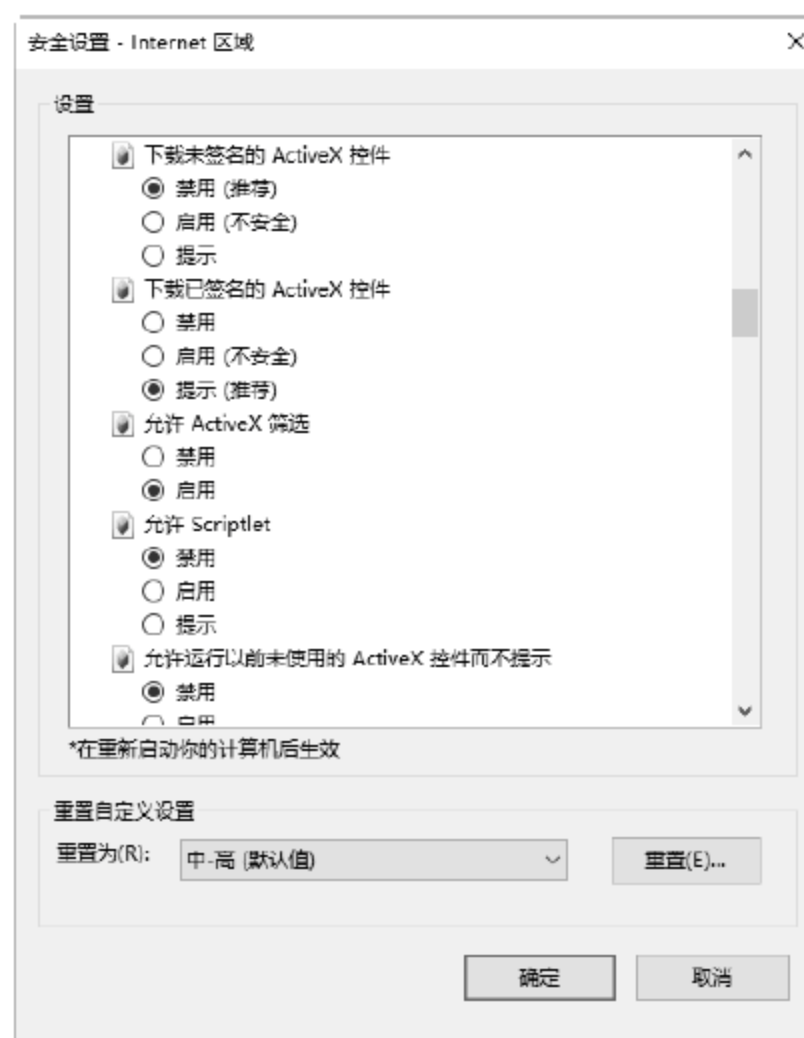 安全设置 - Internet 区域
设置
下载未签名的 ActiveX 控件
禁用 (推荐)
启用 (不安全)
提示
下载已签名的 ActiveX 控件
禁用
启用 (不安全)
提示 (推荐)
允许 ActiveX 筛选
禁用
启用
允许 Scriptlet
禁用
启用
提示
允许运行以前未使用的 ActiveX 控件而不提示
禁用
启用
*在重新启动你的计算机后生效
重置自定义设置
重置为(R):
中-高 (默认值)
重置(E)...
确定
取消